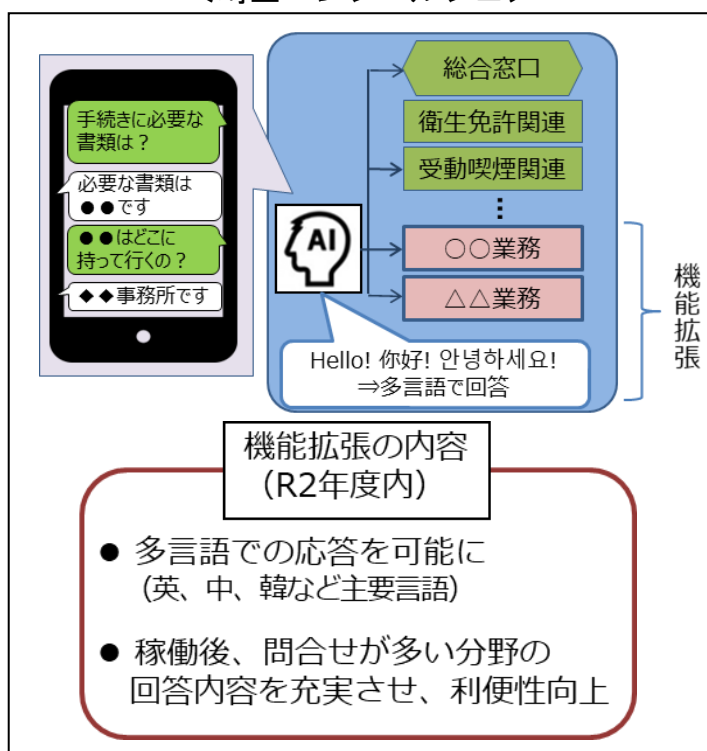 手続きに必要な
書類は？
必要な書類は
●●です
●●はどこに
持って行くの？
◆◆事務所です
総合窓口
衛生免許関連
受動喫煙関連
⋮
AI
○○業務
△△業務
機能拡張
Hello! 你好! 안녕하세요!
⇒多言語で回答
機能拡張の内容
（R2年度内）
● 多言語での応答を可能に
（英、中、韓など主要言語）
● 稼働後、問合せが多い分野の
回答内容を充実させ、利便性向上